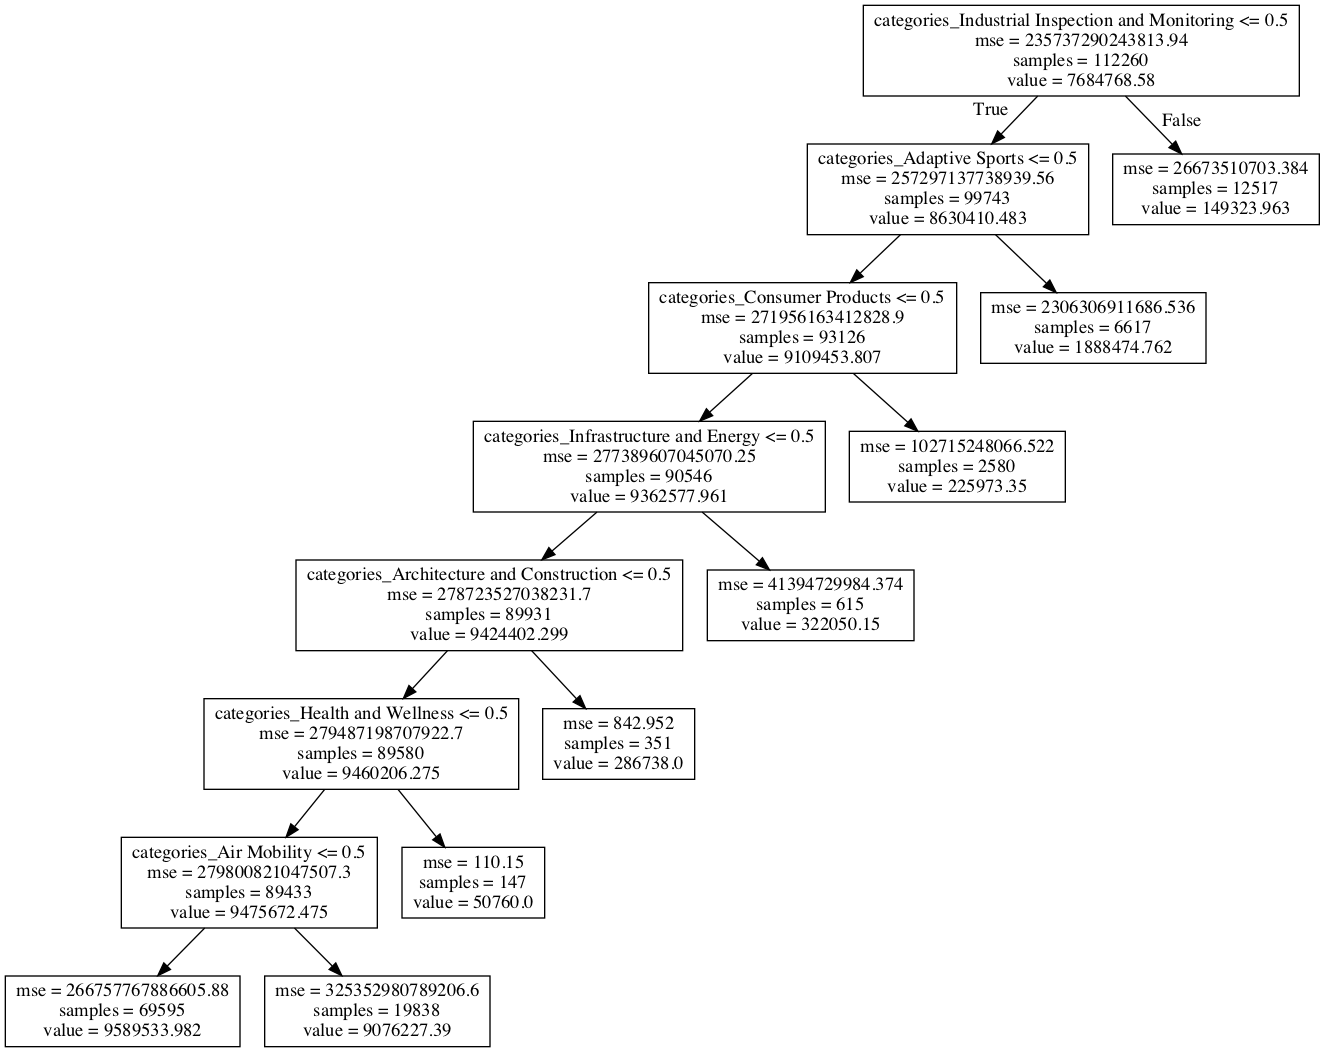 categories_Industrial Inspection and Monitoring <= 0.5
mse = 235737290243813.94
samples = 112260
value = 7684768.58
True
False
categories_Adaptive Sports <= 0.5
mse = 257297137738939.56
samples = 99743
value = 8630410.483
mse = 26673510703.384
samples = 12517
value = 149323.963
categories_Consumer Products <= 0.5
mse = 271956163412828.9
samples = 93126
value = 9109453.807
mse = 2306306911686.536
samples = 6617
value = 1888474.762
categories_Infrastructure and Energy <= 0.5
mse = 277389607045070.25
samples = 90546
value = 9362577.961
mse = 102715248066.522
samples = 2580
value = 225973.35
categories_Architecture and Construction <= 0.5
mse = 278723527038231.7
samples = 89931
value = 9424402.299
mse = 41394729984.374
samples = 615
value = 322050.15
categories_Health and Wellness <= 0.5
mse = 279487198707922.7
samples = 89580
value = 9460206.275
mse = 842.952
samples = 351
value = 286738.0
categories_Air Mobility <= 0.5
mse = 279800821047507.3
samples = 89433
value = 9475672.475
mse = 110.15
samples = 147
value = 50760.0
mse = 266757767886605.88
samples = 69595
value = 9589533.982
mse = 325352980789206.6
samples = 19838
value = 9076227.39